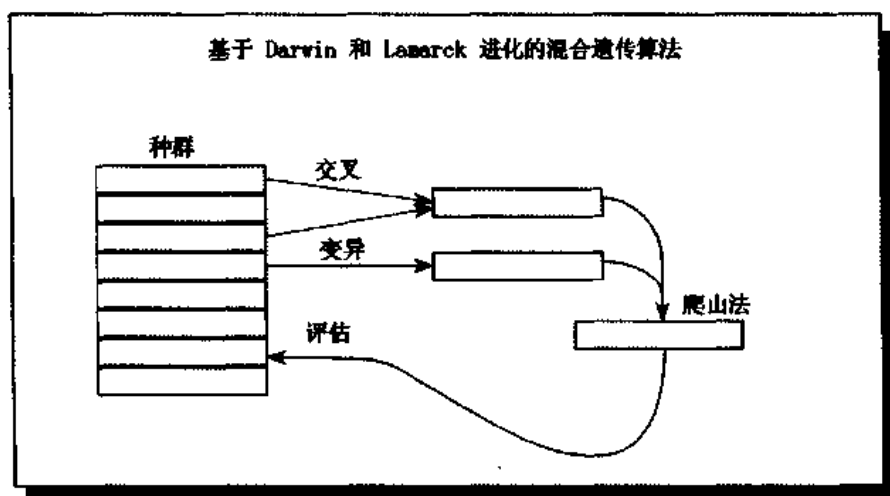 基于 Darwin 和 Lamarck 进化的混合遗传算法
种群
交叉
变异
爬山法
评估